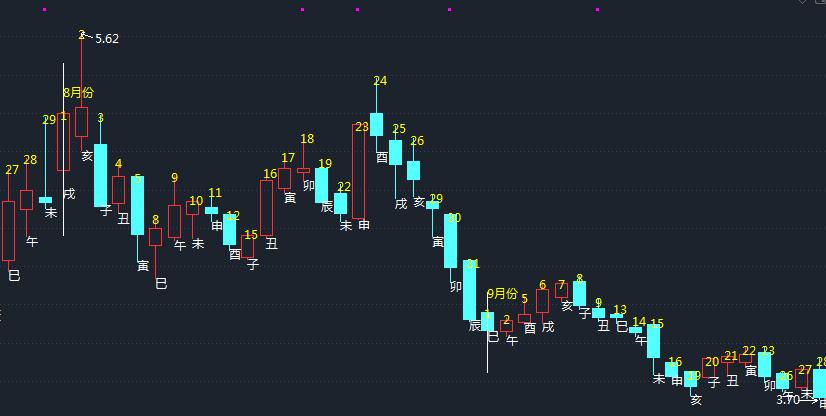 5.62
2
8月份
24
29
1
3
23
25
18
26
亥
酉
28
17
27
4
19
16
5
9
22
卯
戌
10
11
寅
戌
亥
29
未
子
辰
12
30
丑
8
申
未
申
午
午
未
15
丑
寅
酉
寅
子
31
巳
巳
卯
8
6
7
9月份
5
亥
9
1
子
13
2
14
15
辰
酉
戌
丑
巳
巳
午
午
22
23
21
16
20
28
27
寅
19
26
未
申
子
丑
卯
午
未
亥
3.70
申